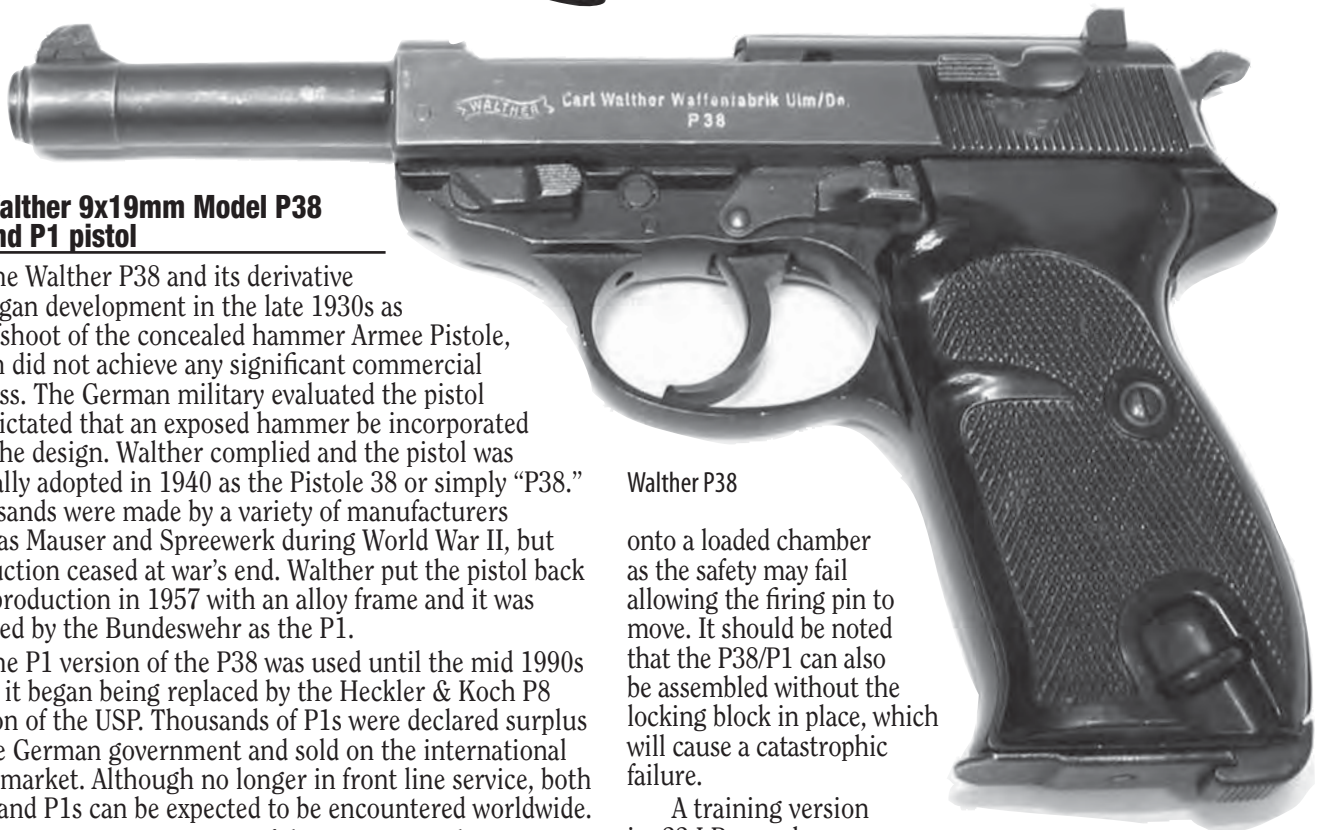 WALTHER Carl Walther Waffenfabrik Ulm/Do.
P38
alther 9x19mm Model P38
nd P1 pistol
he Walther P38 and its derivative
gan development in the late 1930s as
shoot of the concealed hammer Armee Pistole,
n did not achieve any significant commercial
ss. The German military evaluated the pistol
ictated that an exposed hammer be incorporated
he design. Walther complied and the pistol was
ally adopted in 1940 as the Pistole 38 or simply “P38.”
sands were made by a variety of manufacturers
as Mauser and Spreewerk during World War II, but
uction ceased at war’s end. Walther put the pistol back
production in 1957 with an alloy frame and it was
ed by the Bundeswehr as the P1.
he P1 version of the P38 was used until the mid 1990s
it began being replaced by the Heckler & Koch P8
on of the USP. Thousands of P1s were declared surplus
e German government and sold on the international
market. Although no longer in front line service, both
and P1s can be expected to be encountered worldwide.
Walther P38
onto a loaded chamber
as the safety may fail
allowing the firing pin to
move. It should be noted
that the P38/P1 can also
be assembled without the
locking block in place, which
will cause a catastrophic
failure.
A training version